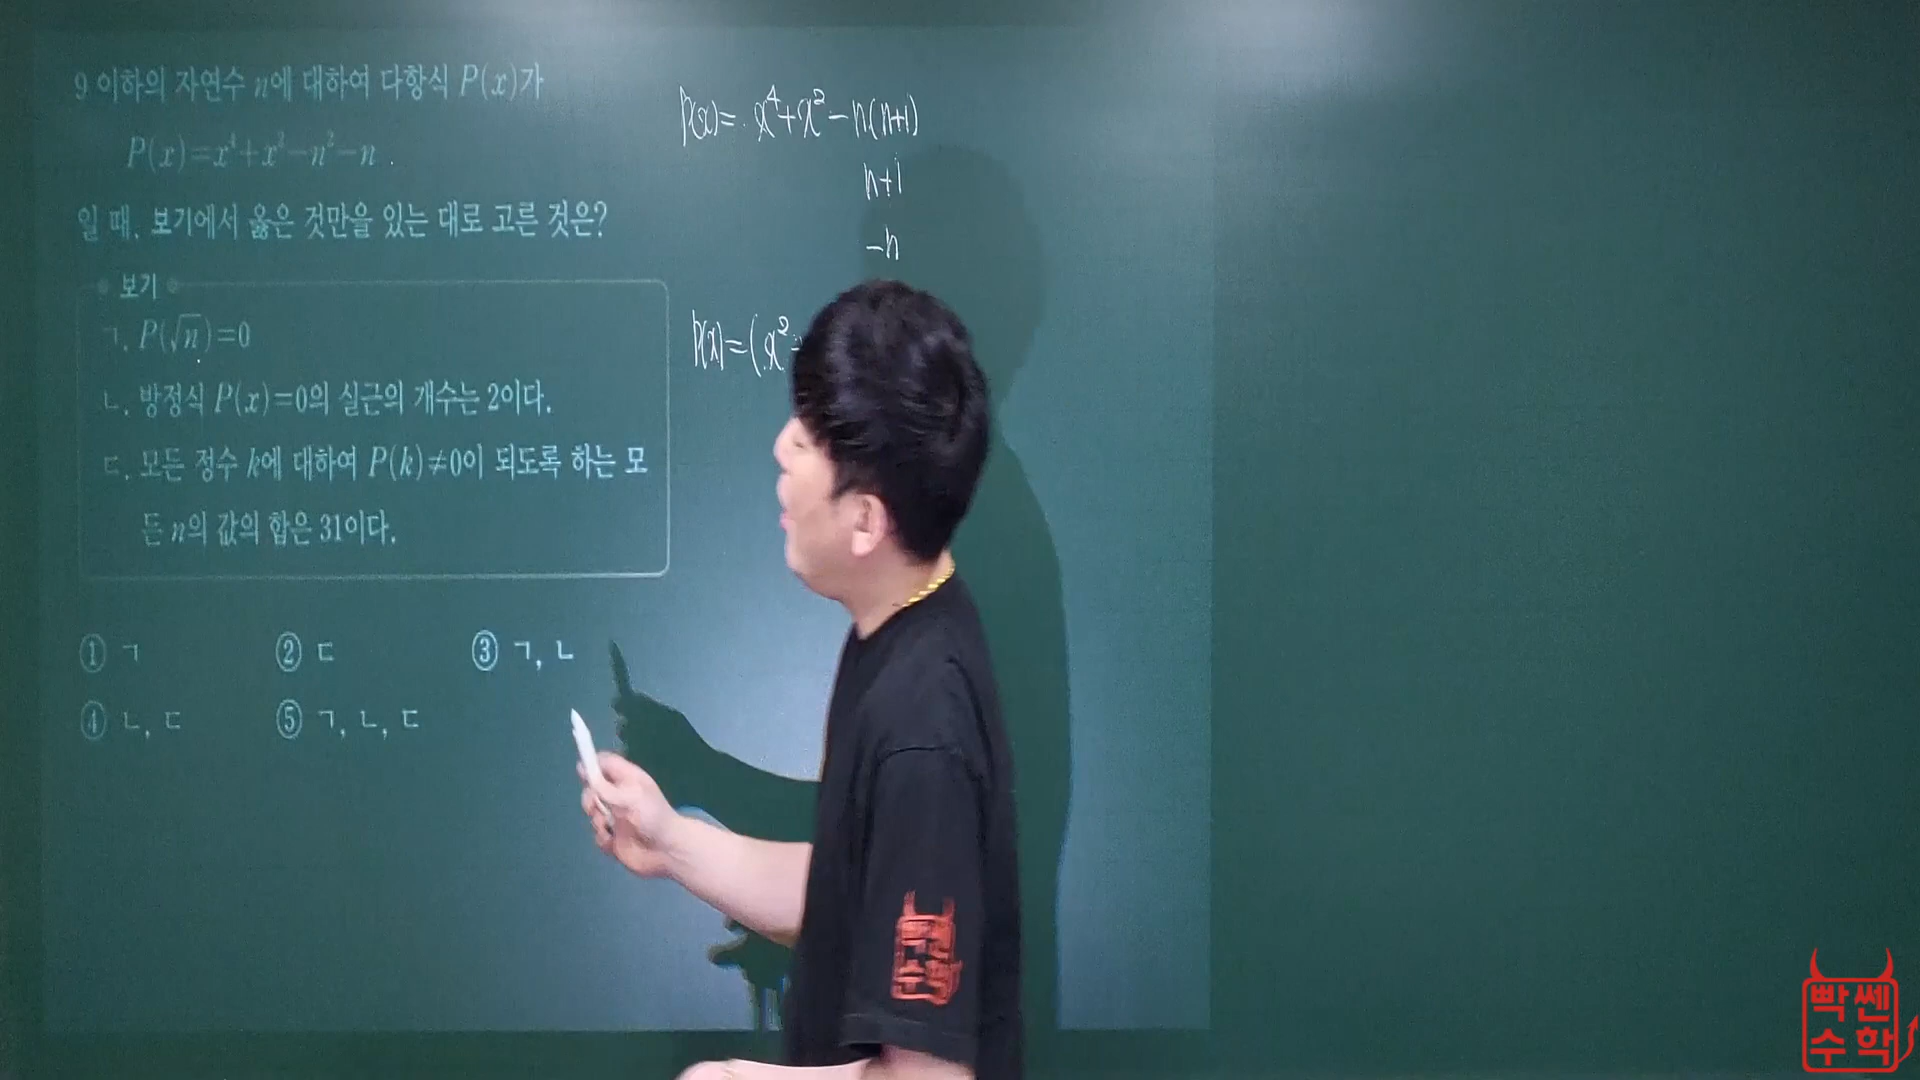 9 이하의 자연수 n에 대하여 다항식 P(x)가
P(x)=x⁴+x²-n²-n
일 때, 보기에서 옳은 것만을 있는 대로 고른 것은?
보기
ㄱ. P(√n)=0
ㄴ. 방정식 P(x)=0의 실근의 개수는 2이다.
ㄷ. 모든 정수 k에 대하여 P(k)≠0이 되도록 하는 모
든 n의 값의 합은 31이다.
① ㄱ ② ㄷ ③ ㄱ, ㄴ
④ ㄴ, ㄷ ⑤ ㄱ, ㄴ, ㄷ
P(x)= x⁴+x²-n(n+1)
n+1
-n
P(x)=(x²
빡쎈
수학
빡쎈
수학